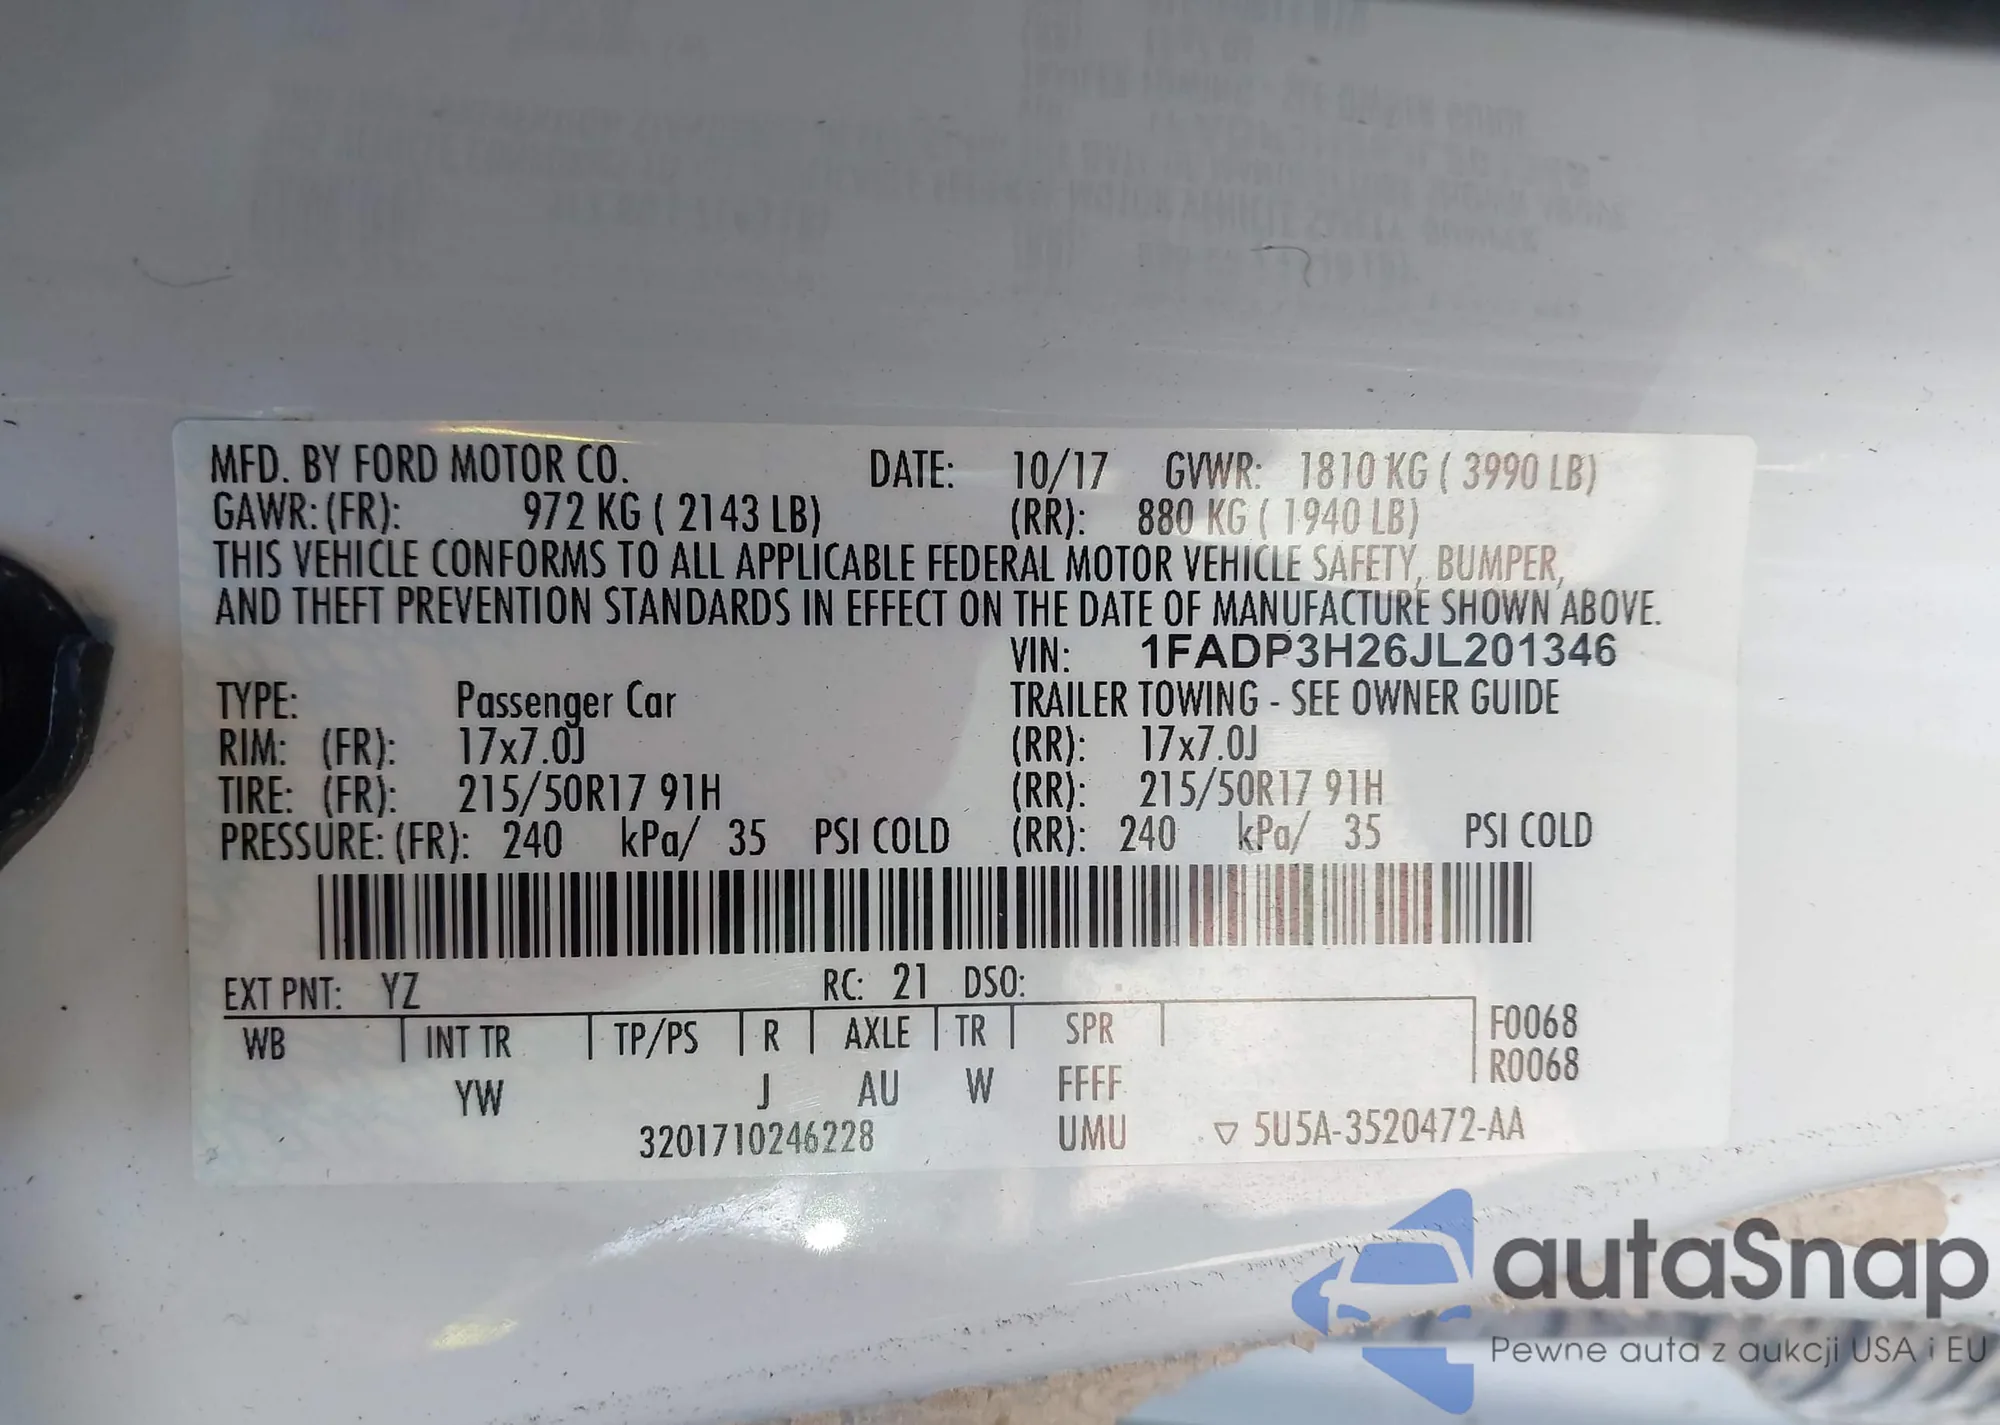 MFD. BY FORD MOTOR CO. DATE: 10/17 GVWR: 1810 KG ( 3990 LB)
GAWR: (FR): 972 KG ( 2143 LB) (RR): 880 KG ( 1940 LB)
THIS VEHICLE CONFORMS TO ALL APPLICABLE FEDERAL MOTOR VEHICLE SAFETY, BUMPER,
AND THEFT PREVENTION STANDARDS IN EFFECT ON THE DATE OF MANUFACTURE SHOWN ABOVE.
VIN: 1FADP3H26JL201346
TYPE: Passenger Car TRAILER TOWING - SEE OWNER GUIDE
RIM: (FR): 17x7.0J (RR): 17x7.0J
TIRE: (FR): 215/50R17 91H (RR): 215/50R17 91H
PRESSURE: (FR): 240 kPa/ 35 PSI COLD (RR): 240 kPa/ 35 PSI COLD
EXT PNT: YZ RC: 21 DSO:
WB INT TR TP/PS R AXLE TR SPR F0068
R0068
YW J AU W FFFF
3201710246228 UMU ▽ 5U5A-3520472-AA
autaSnap
Pewne auta z aukcji USA i EU